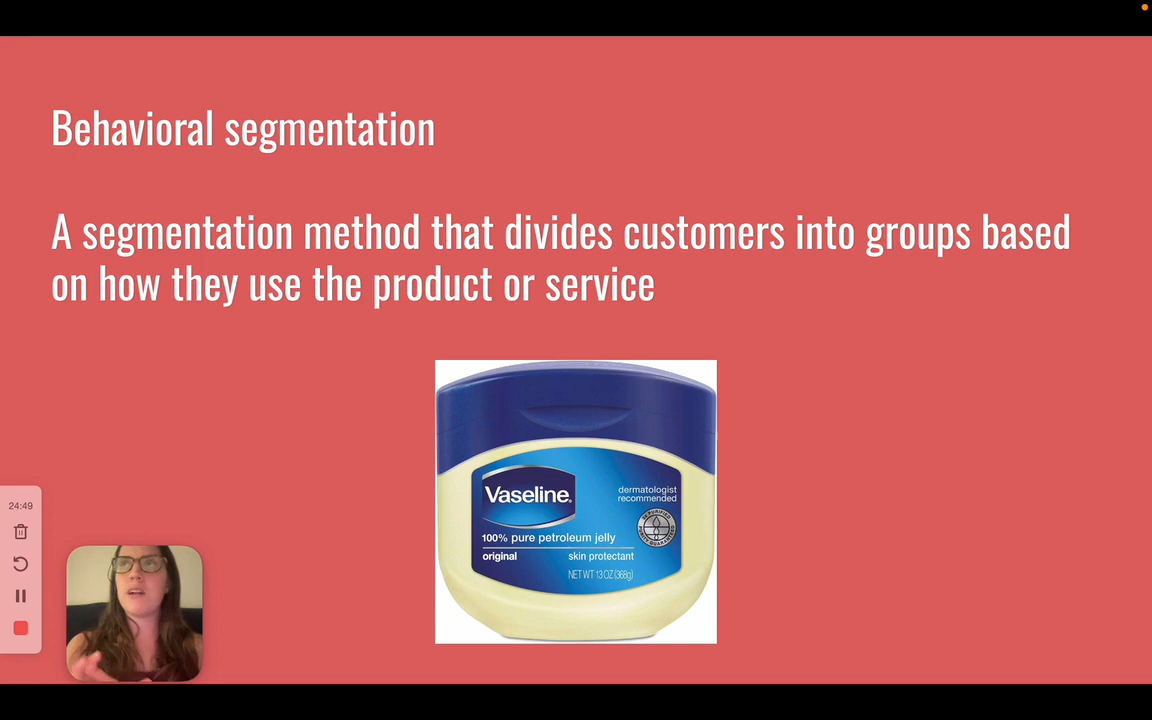 Behavioral segmentation
A segmentation method that divides customers into groups based
on how they use the product or service
Vaseline.
dermatologist
recommended
100% pure petroleum jelly
original
skin protectant
NET WT 13 OZ (368g)
24:49